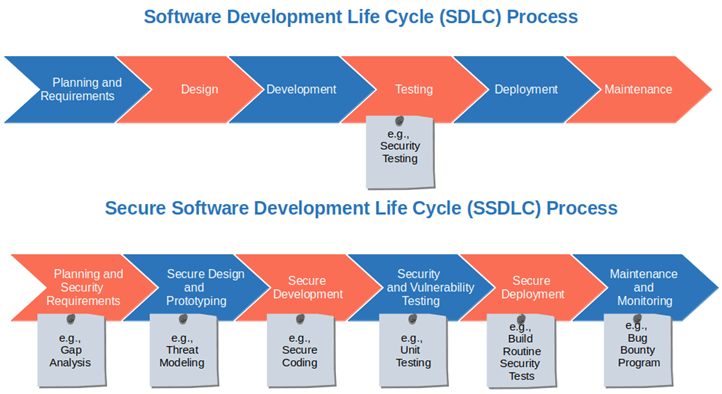 Software Development Life Cycle (SDLC) Process
Planning and
Requirements
Design
Development
Testing
Deployment
Maintenance
e.g.,
Security
Testing
Secure Software Development Life Cycle (SSDLC) Process
Planning and
Security
Requirements
Secure Design
and
Prototyping
Secure
Development
Security
and Vulnerability
Testing
Secure
Deployment
Maintenance
and
Monitoring
e.g.,
Gap
Analysis
e.g.,
Threat
Modeling
e.g.,
Secure
Coding
e.g.,
Unit
Testing
e.g.,
Build
Routine
Security
Tests
e.g.,
Bug
Bounty
Program